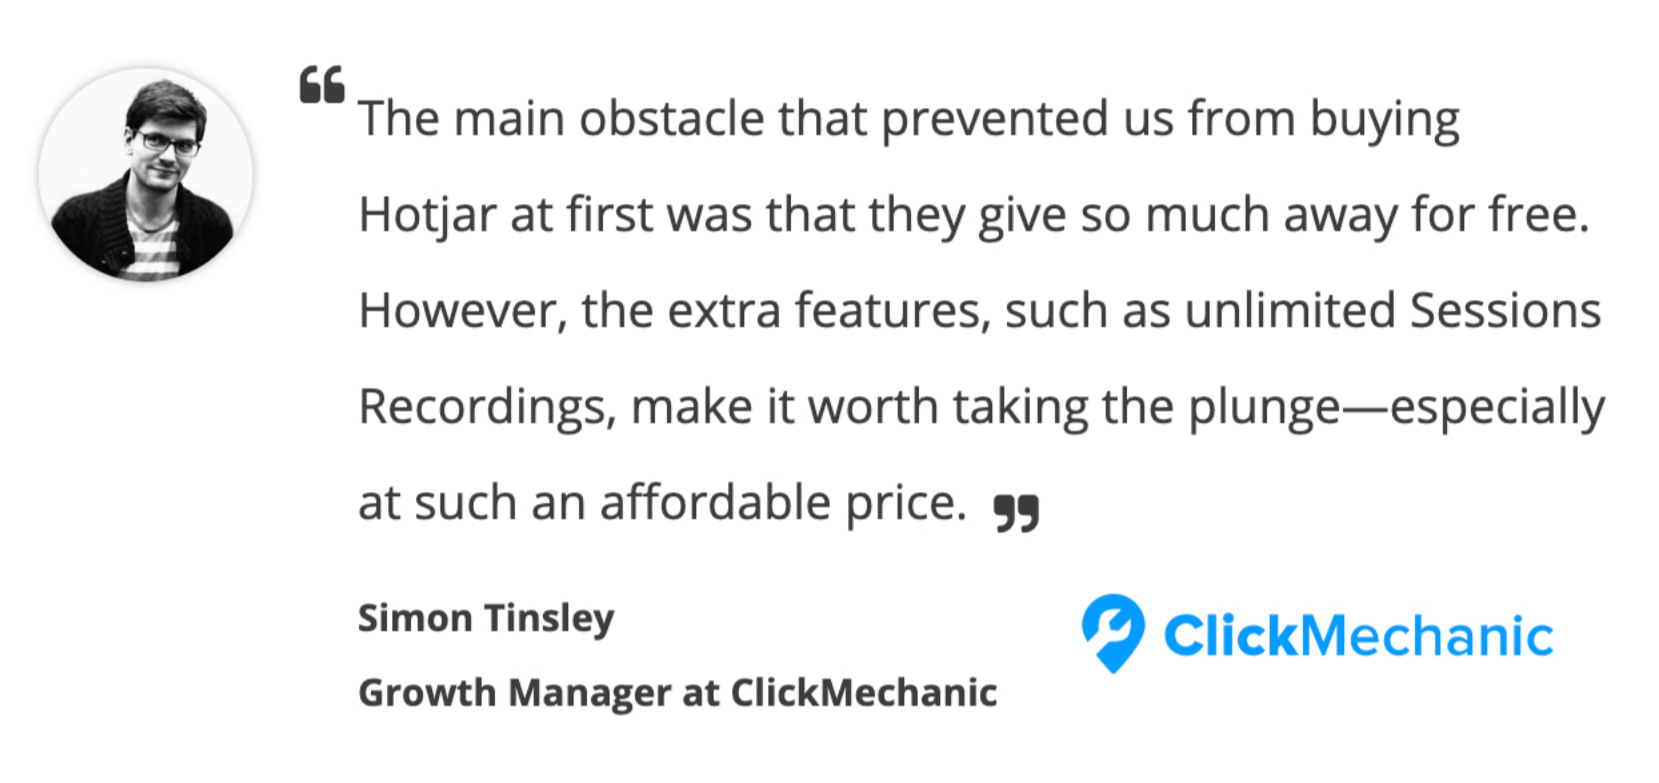 “ The main obstacle that prevented us from buying
Hotjar at first was that they give so much away for free.
However, the extra features, such as unlimited Sessions
Recordings, make it worth taking the plunge—especially
at such an affordable price. ”
Simon Tinsley
Growth Manager at ClickMechanic
ClickMechanic